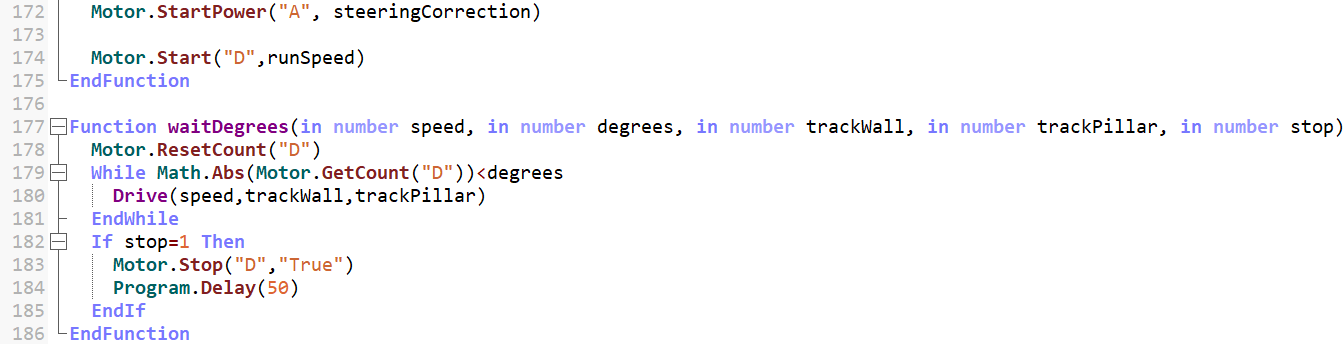 172 Motor.StartPower("A", steeringCorrection)
173
174 Motor.Start("D",runSpeed)
175 EndFunction
176
177 Function waitDegrees(in number speed, in number degrees, in number trackWall, in number trackPillar, in number stop)
178 Motor.ResetCount("D")
179 While Math.Abs(Motor.GetCount("D"))<degrees
180 Drive(speed,trackWall,trackPillar)
181 EndWhile
182 If stop=1 Then
183 Motor.Stop("D","True")
184 Program.Delay(50)
185 EndIf
186 EndFunction